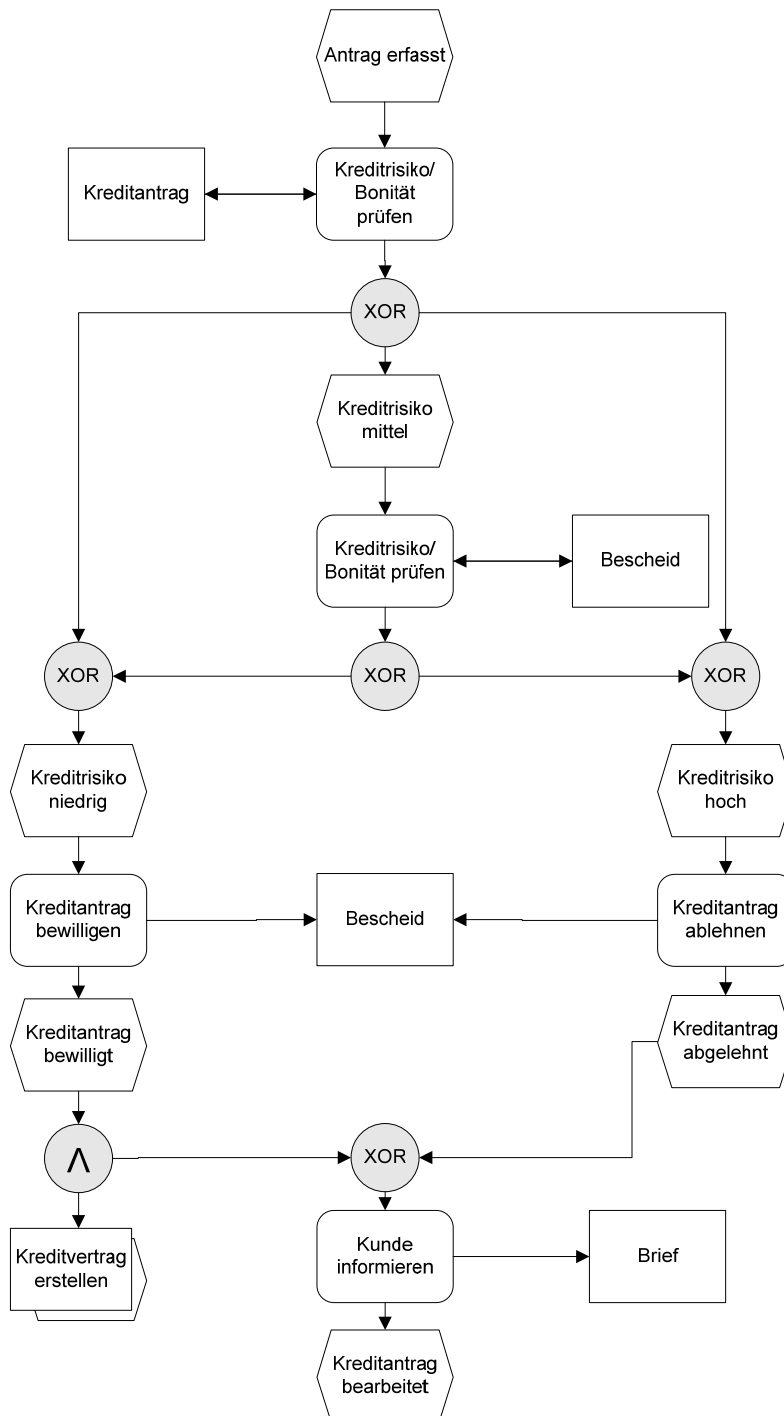 Antrag erfasst
Kreditantrag
Kreditrisiko/
Bonität
prüfen
XOR
Kreditrisiko
mittel
Kreditrisiko/
Bonität prüfen
Bescheid
XOR
XOR
XOR
Kreditrisiko
niedrig
Kreditrisiko
hoch
Kreditantrag
bewilligen
Bescheid
Kreditantrag
ablehnen
Kreditantrag
bewilligt
Kreditantrag
abgelehnt
Λ
XOR
Kreditvertrag
erstellen
Kunde
informieren
Brief
Kreditantrag
bearbeitet